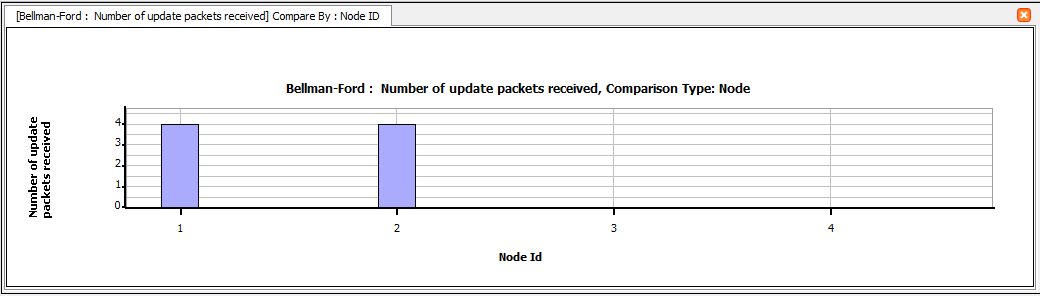 [Bellman-Ford : Number of update packets received] Compare By : Node ID
Bellman-Ford : Number of update packets received, Comparison Type: Node
Number of update
packets received
4
3
2
1
0
1 2 3 4
Node Id